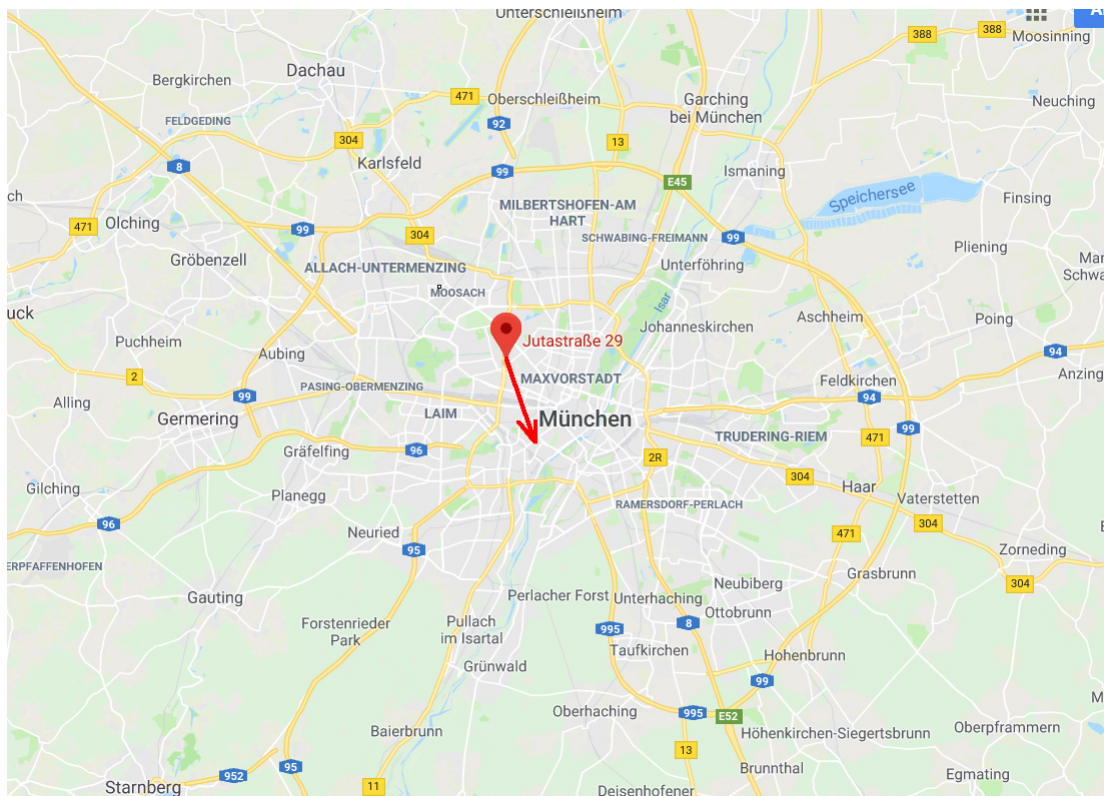 Unterschleißheim
388
388
Moosinning
Dachau
Bergkirchen
471
Oberschleißheim
Garching
bei München
Neuching
FELDGEDING
92
304
13
8
Karlsfeld
99
E45
Ismaning
Speichersee
Finsing
MILBERTSHOFEN-AM
HART
471
Olching
99
304
SCHWABING-FREIMANN
99
Pliening
Gröbenzell
ALLACH-UNTERMENZING
Unterföhring
MOOSACH
Isar
Aschheim
Poing
Johanneskirchen
Jutastraße 29
Puchheim
Aubing
94
2
MAXVORSTADT
Feldkirchen
Anzing
PASING-OBERMENZING
99
94
Alling
Germering
LAIM
München
99
TRUDERING-RIEM
471
Gräfelfing
96
2R
304
Gilching
Planegg
Haar
Vaterstetten
RAMERSDORF-PERLACH
96
Neuried
304
471
95
Zorneding
ERPFAFFENHOFEN
Grasbrunn
304
Neubiberg
Gauting
Perlacher Forst
Unterhaching
Ottobrunn
Forstenrieder
Park
Pullach
im Isartal
995
8
Taufkirchen
Hohenbrunn
Grünwald
99
Oberhaching
995
E52
Baierbrunn
Höhenkirchen-Siegertsbrunn
Oberpframmern
13
952
95
Brunnthal
Egmating
Starnberg
11
Deisenhofener